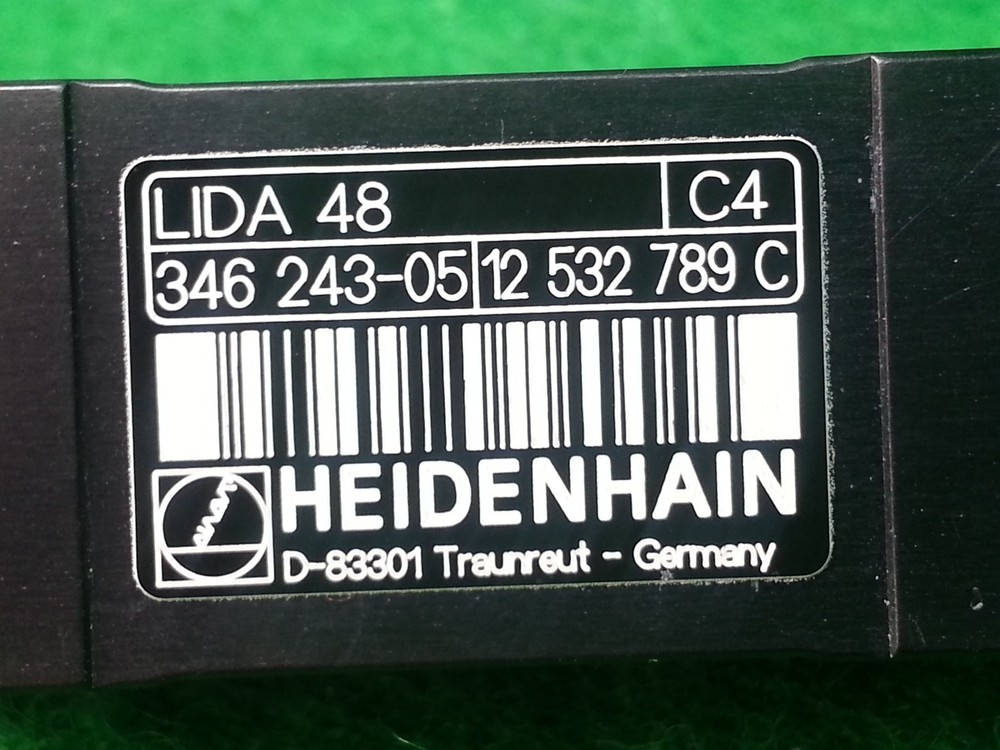 LIDA 48 C4
346 243-05 12 532 789 C
HEIDENHAIN
D-83301 Traunreut - Germany